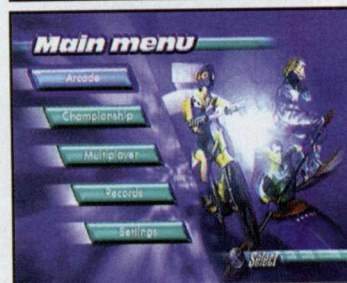 Main menu
Arcade
Championship
Multiplayer
Records
Settings
Select